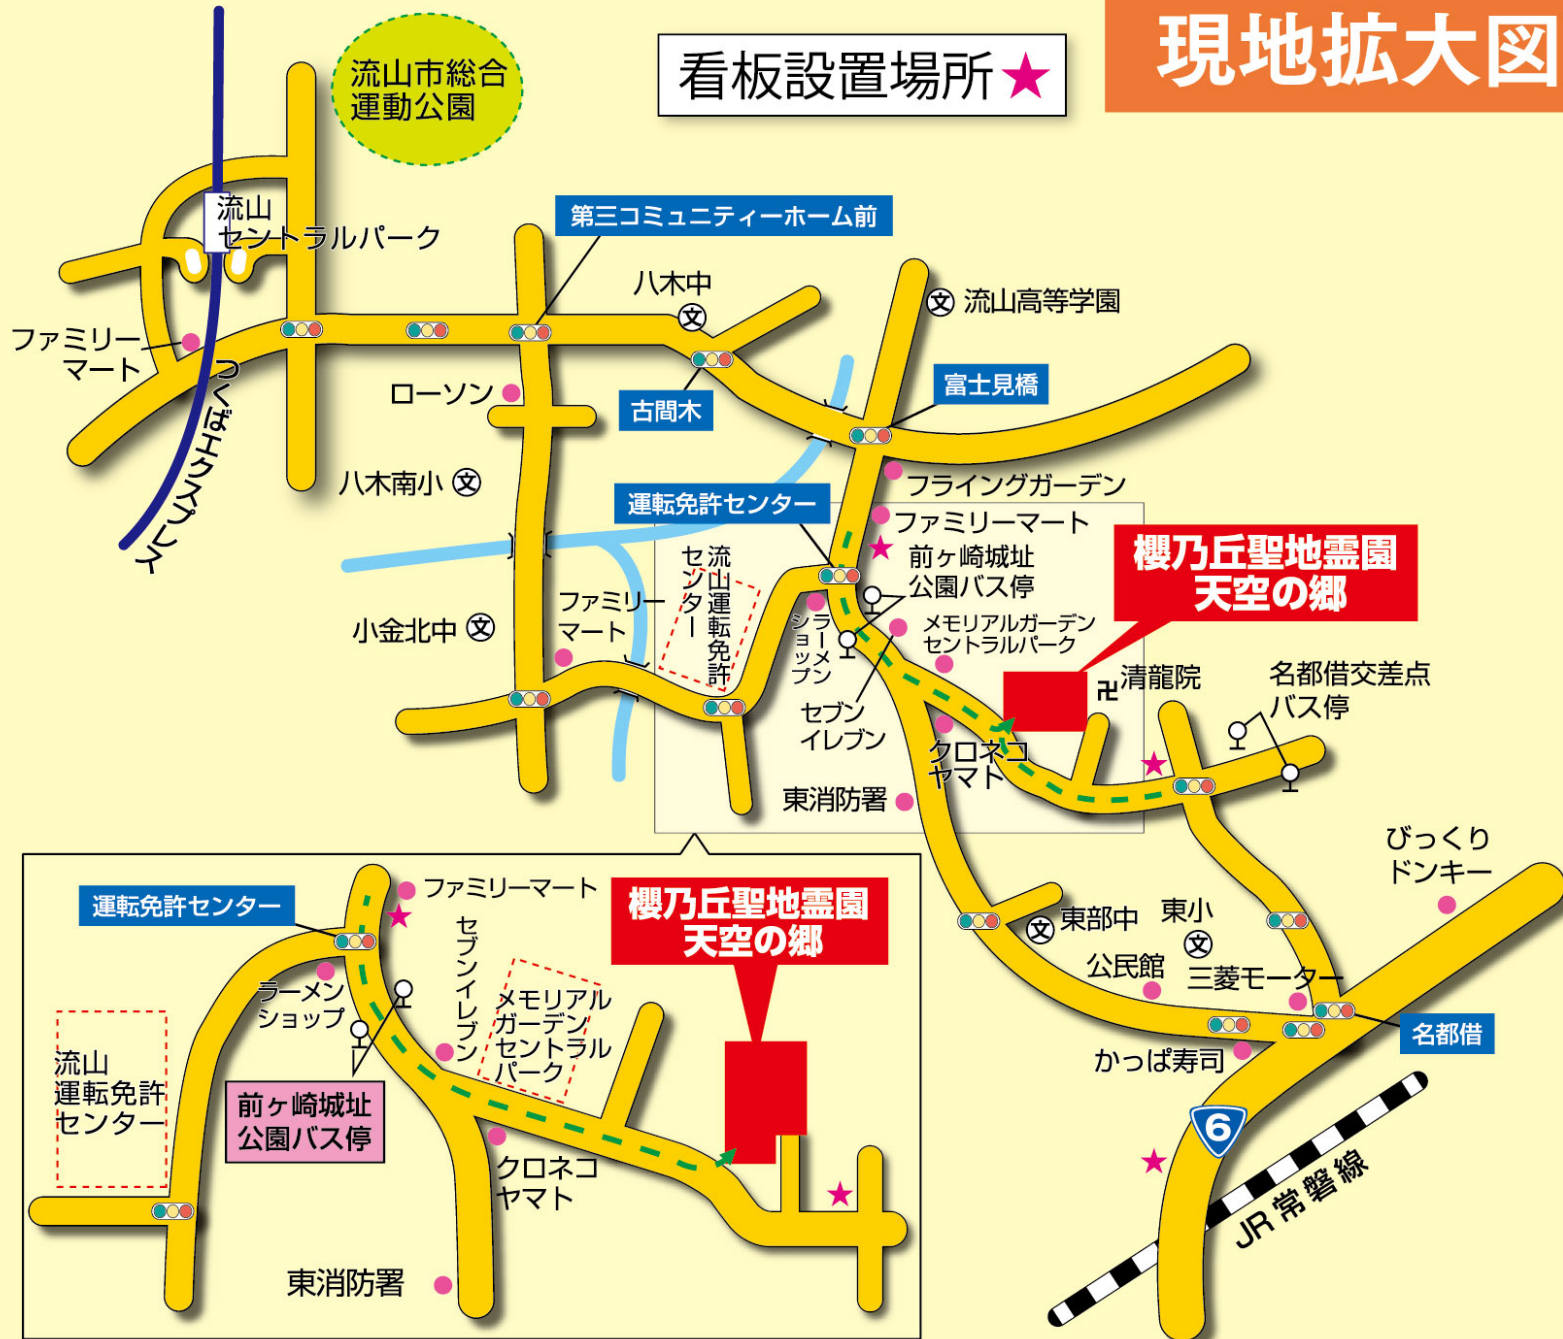 現地拡大図
看板設置場所★
流山市総合
運動公園
流山
セントラルパーク
第三コミュニティーホーム前
八木中
文
文
流山高等学園
ファミリー
マート
つくばエクスプレス
ローソン
古間木
富士見橋
八木南小
文
フライングガーデン
運転免許センター
ファミリーマート
前ヶ崎城址
公園バス停
櫻乃丘聖地霊園
天空の郷
流山運転免許
センター
ファミリー
マート
小金北中
文
ラーメン
ショップ
メモリアルガーデン
セントラルパーク
卍
清龍院
名都借交差点
バス停
セブン
イレブン
クロネコ
ヤマト
東消防署
びっくり
ドンキー
文
東部中
東小
文
公民館
三菱モーター
名都借
かっぱ寿司
6
JR常磐線
運転免許センター
ファミリーマート
櫻乃丘聖地霊園
天空の郷
セブンイレブン
ラーメン
ショップ
メモリアル
ガーデン
セントラル
パーク
流山
運転免許
センター
前ヶ崎城址
公園バス停
クロネコ
ヤマト
東消防署